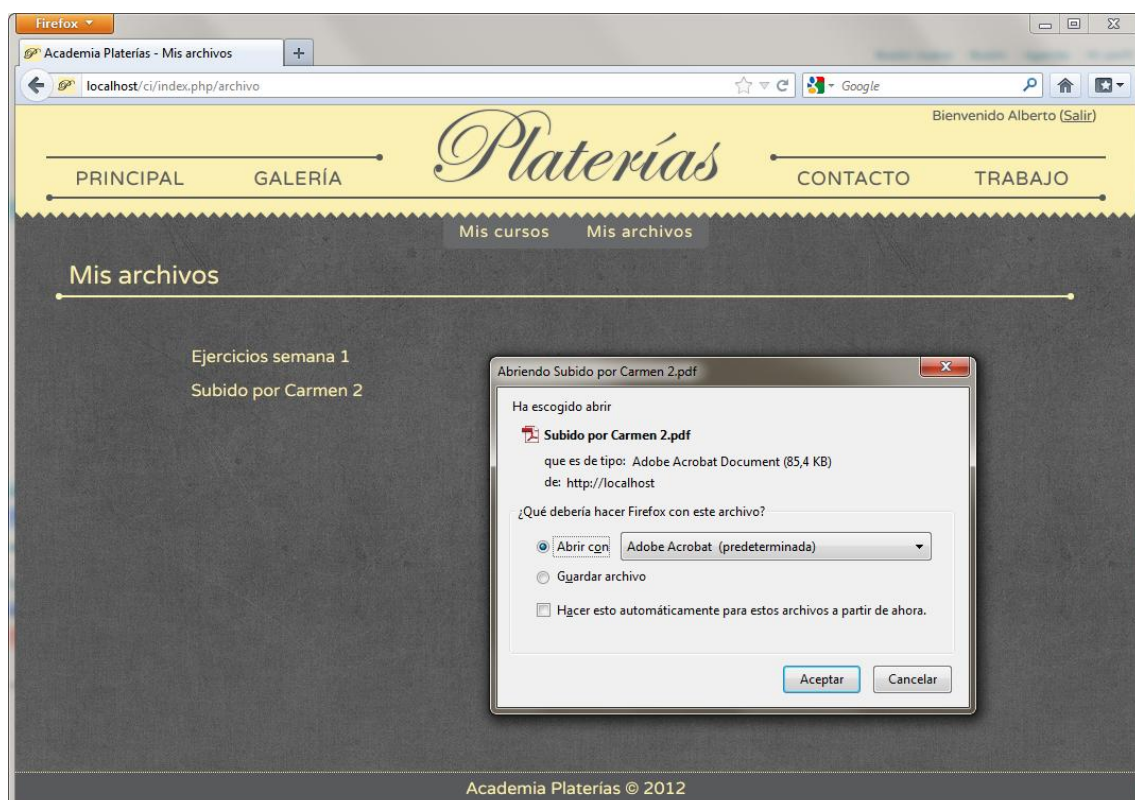 Firefox
Academia Platerías - Mis archivos
localhost/ci/index.php/archivo
Google
Bienvenido Alberto (Salir)
Platerías
PRINCIPAL GALERÍA CONTACTO TRABAJO
Mis cursos Mis archivos
Mis archivos
Ejercicios semana 1
Subido por Carmen 2
Abriendo Subido por Carmen 2.pdf
Ha escogido abrir
Subido por Carmen 2.pdf
que es de tipo: Adobe Acrobat Document (85,4 KB)
de: http://localhost
¿Qué debería hacer Firefox con este archivo?
Abrir con Adobe Acrobat (predeterminada)
Guardar archivo
Hacer esto automáticamente para estos archivos a partir de ahora.
Aceptar Cancelar
Academia Platerías © 2012